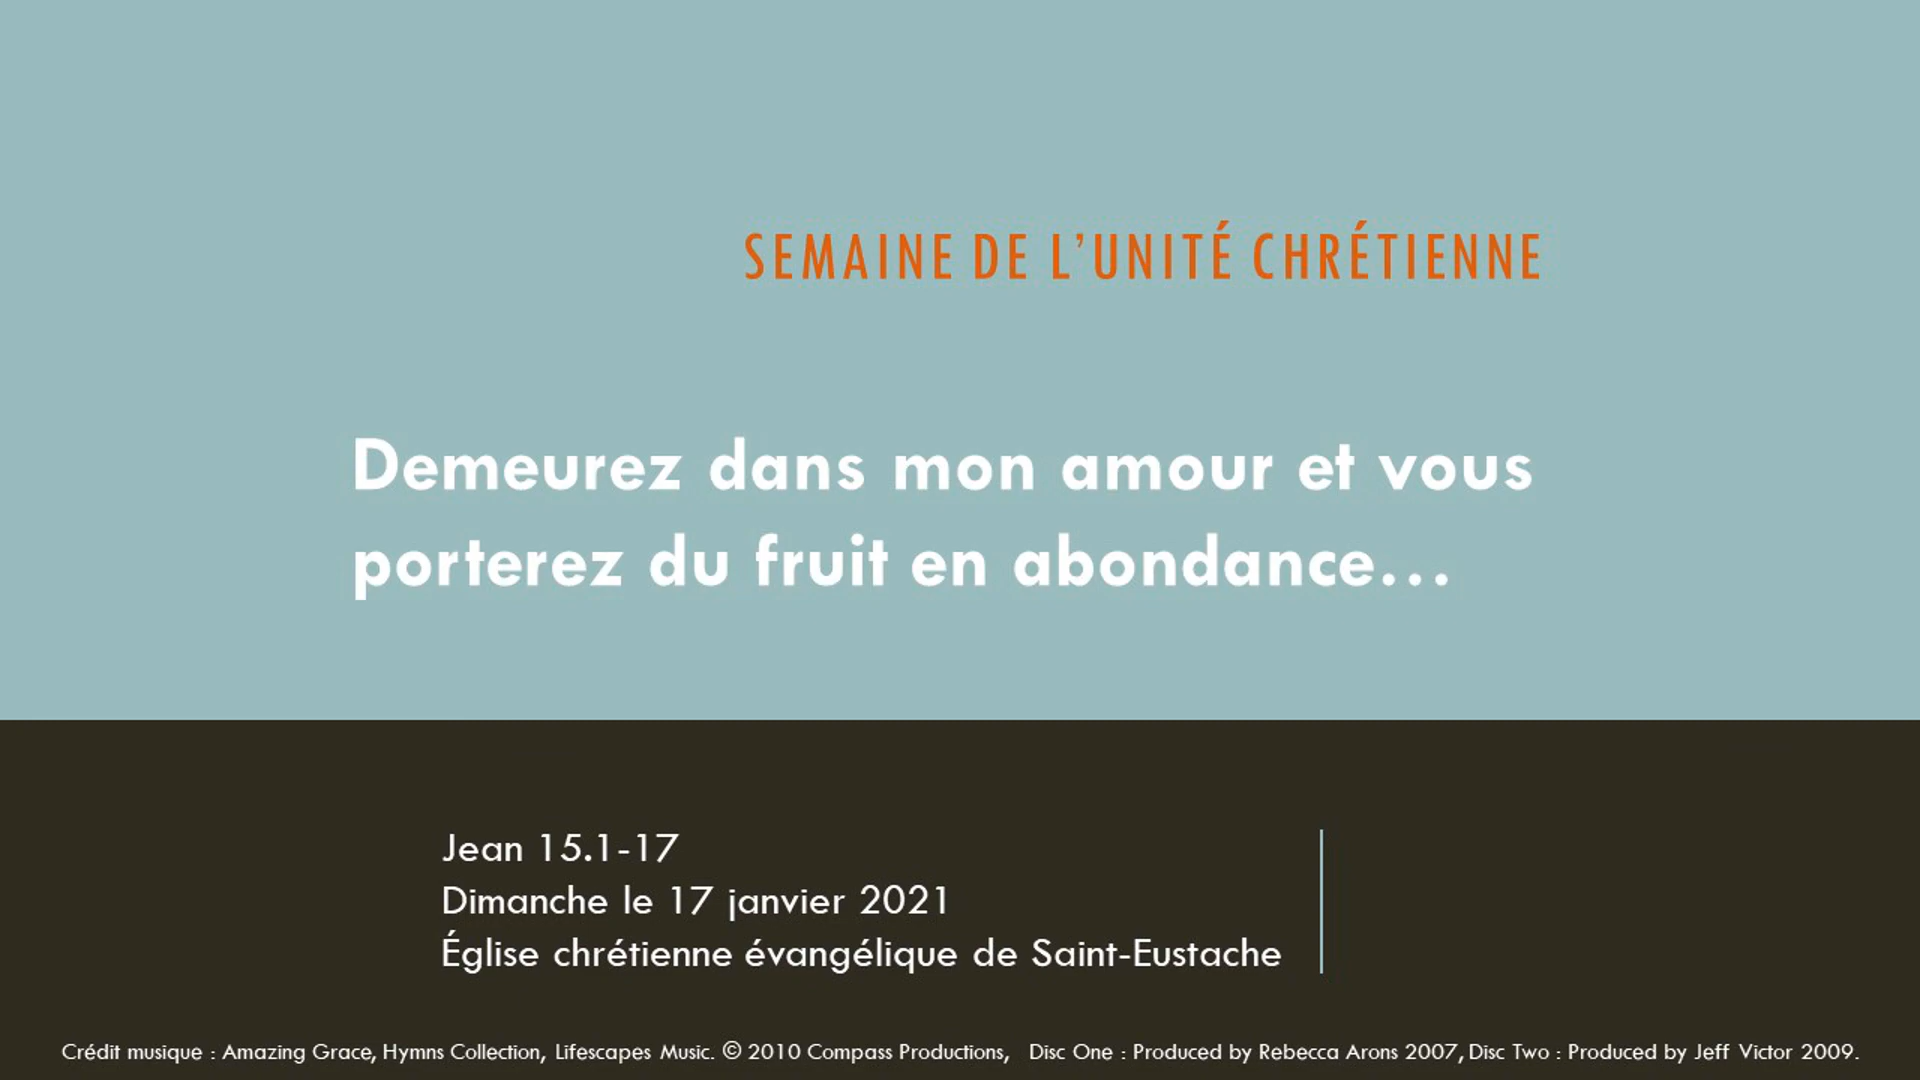 SEMAINE DE L’UNITÉ CHRÉTIENNE
Demeurez dans mon amour et vous
porterez du fruit en abondance…
Jean 15.1-17
Dimanche le 17 janvier 2021
Église chrétienne évangélique de Saint-Eustache
Crédit musique : Amazing Grace, Hymns Collection, Lifescapes Music. © 2010 Compass Productions, Disc One : Produced by Rebecca Arons 2007, Disc Two : Produced by Jeff Victor 2009.